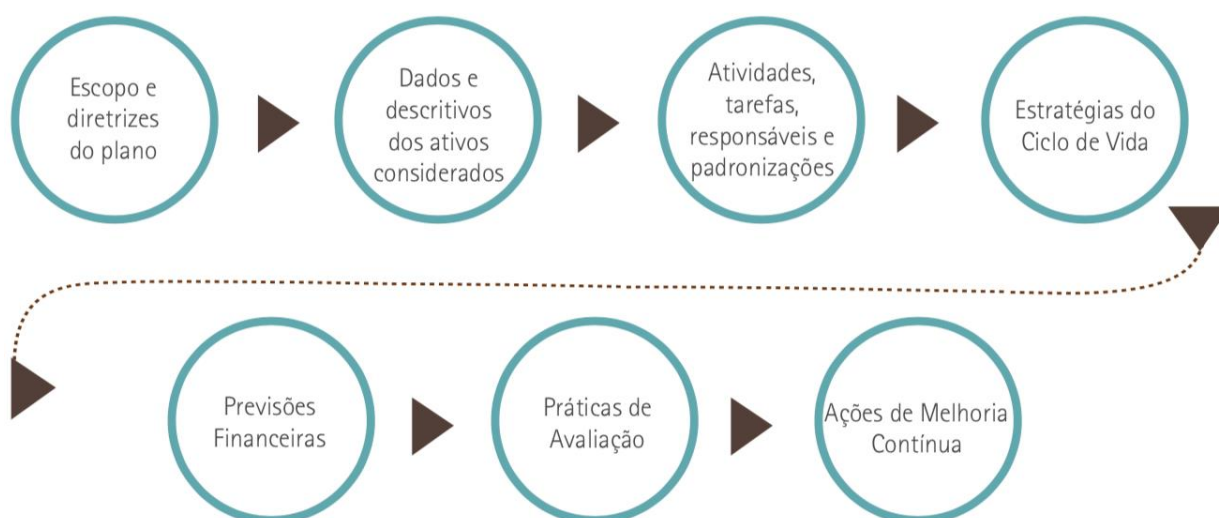 Escopo e
diretrizes
do plano
Dados e
descritivos
dos ativos
considerados
Atividades,
tarefas,
responsáveis e
padronizações
Estratégias do
Ciclo de Vida
Previsões
Financeiras
Práticas de
Avaliação
Ações de Melhoria
Contínua